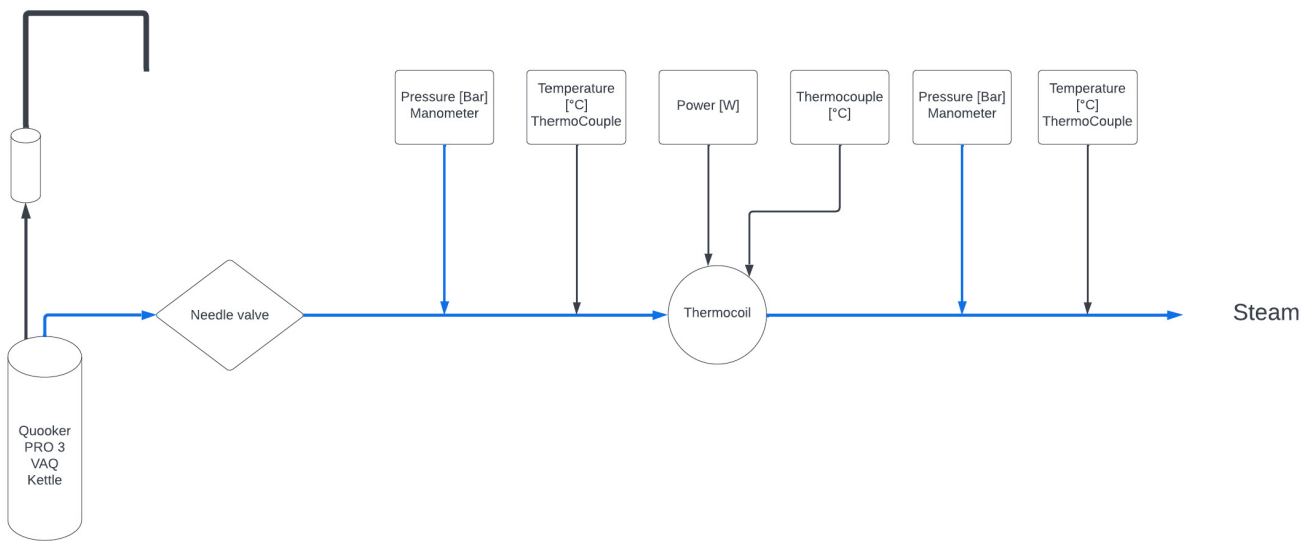 Pressure [Bar]
Manometer
Temperature
[°C]
ThermoCouple
Power [W]
Thermocouple
[°C]
Pressure [Bar]
Manometer
Temperature
[°C]
ThermoCouple
Needle valve
Thermocoil
Steam
Quooker
PRO 3
VAQ
Kettle